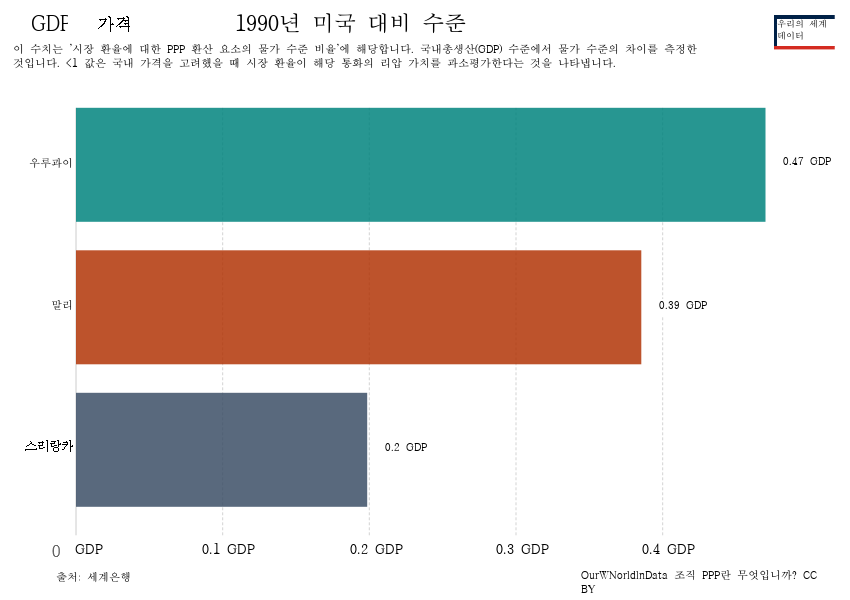 GDP 가격 1990년 미국 대비 수준
우리의 세계
데이터
이 수치는 '시장 환율에 대한 PPP 환산 요소의 물가 수준 비율'에 해당합니다. 국내총생산(GDP) 수준에서 물가 수준의 차이를 측정한
것입니다. <1 값은 국내 가격을 고려했을 때 시장 환율이 해당 통화의 리압 가치를 과소평가한다는 것을 나타냅니다.
우루과이
0.47 GDP
말리
0.39 GDP
스리랑카
0.2 GDP
0 GDP 0.1 GDP 0.2 GDP 0.3 GDP 0.4 GDP
출처: 세계은행
OurWNorldInData 조직 PPP란 무엇입니까? CC
BY